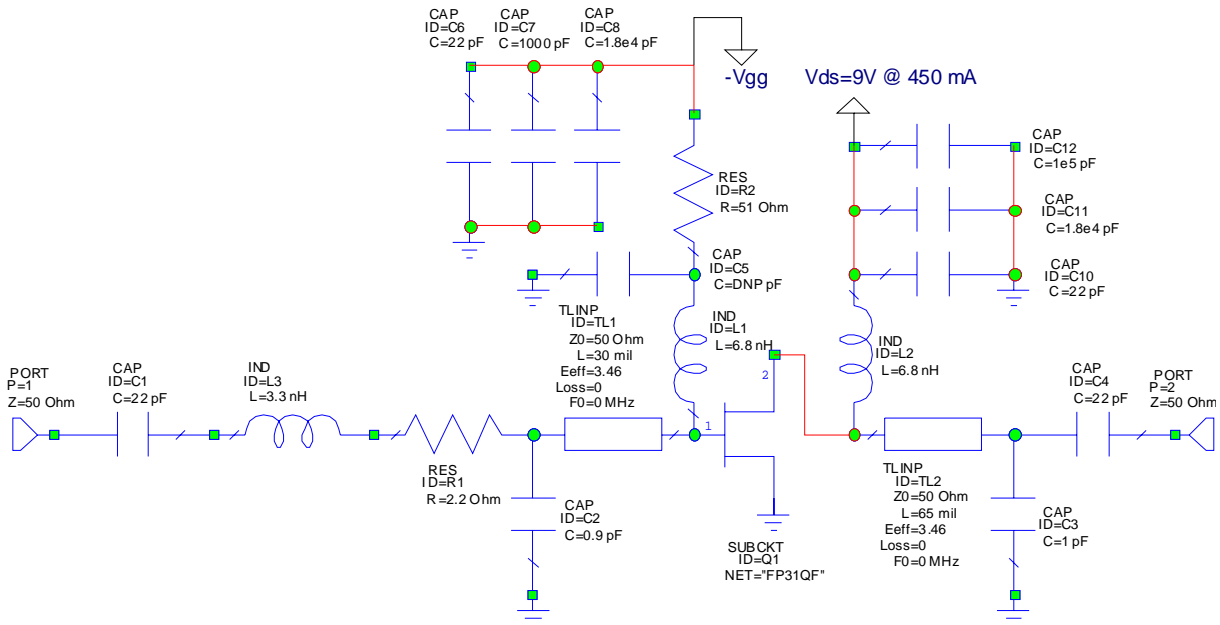 CAP
ID=C6
C=22 pF
CAP
ID=C7
C=1000 pF
CAP
ID=C8
C=1.8e4 pF
-Vgg
Vds=9V @ 450 mA
CAP
ID=C12
C=1e5 pF
RES
ID=R2
R=51 Ohm
CAP
ID=C11
C=1.8e4 pF
CAP
ID=C5
C=DNP pF
CAP
ID=C10
C=22 pF
TLINP
ID=TL1
Z0=50 Ohm
L=30 mil
Eeff=3.46
Loss=0
F0=0 MHz
IND
ID=L1
L=6.8 nH
IND
ID=L2
L=6.8 nH
PORT
P=1
Z=50 Ohm
CAP
ID=C1
C=22 pF
IND
ID=L3
L=3.3 nH
2
CAP
ID=C4
C=22 pF
PORT
P=2
Z=50 Ohm
1
RES
ID=R1
R=2.2 Ohm
TLINP
ID=TL2
Z0=50 Ohm
L=65 mil
Eeff=3.46
Loss=0
F0=0 MHz
CAP
ID=C2
C=0.9 pF
CAP
ID=C3
C=1 pF
SUBCKT
ID=Q1
NET="FP31QF"